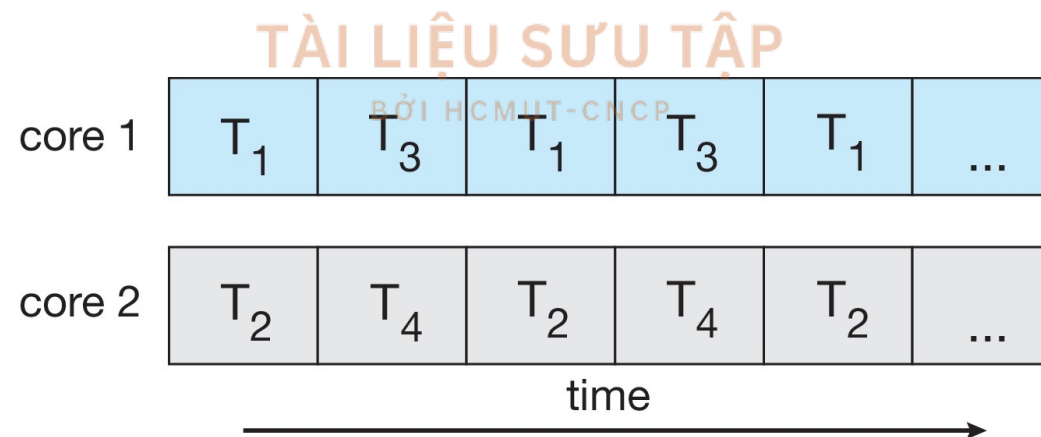 TÀI LIỆU SƯU TẬP
BỞI HCMUT-CNCP
core 1 T1 T3 T1 T3 T1 ...
core 2 T2 T4 T2 T4 T2 ...
time